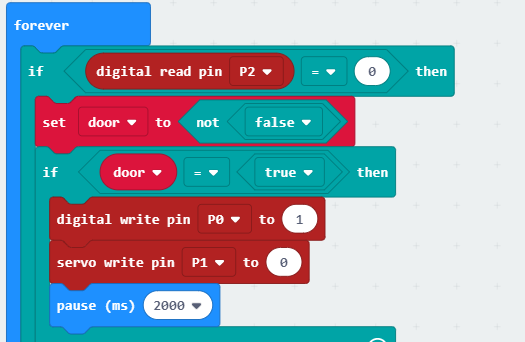 forever
if digital read pin P2 = 0 then
set door to not false
if door = true then
digital write pin P0 to 1
servo write pin P1 to 0
pause (ms) 2000